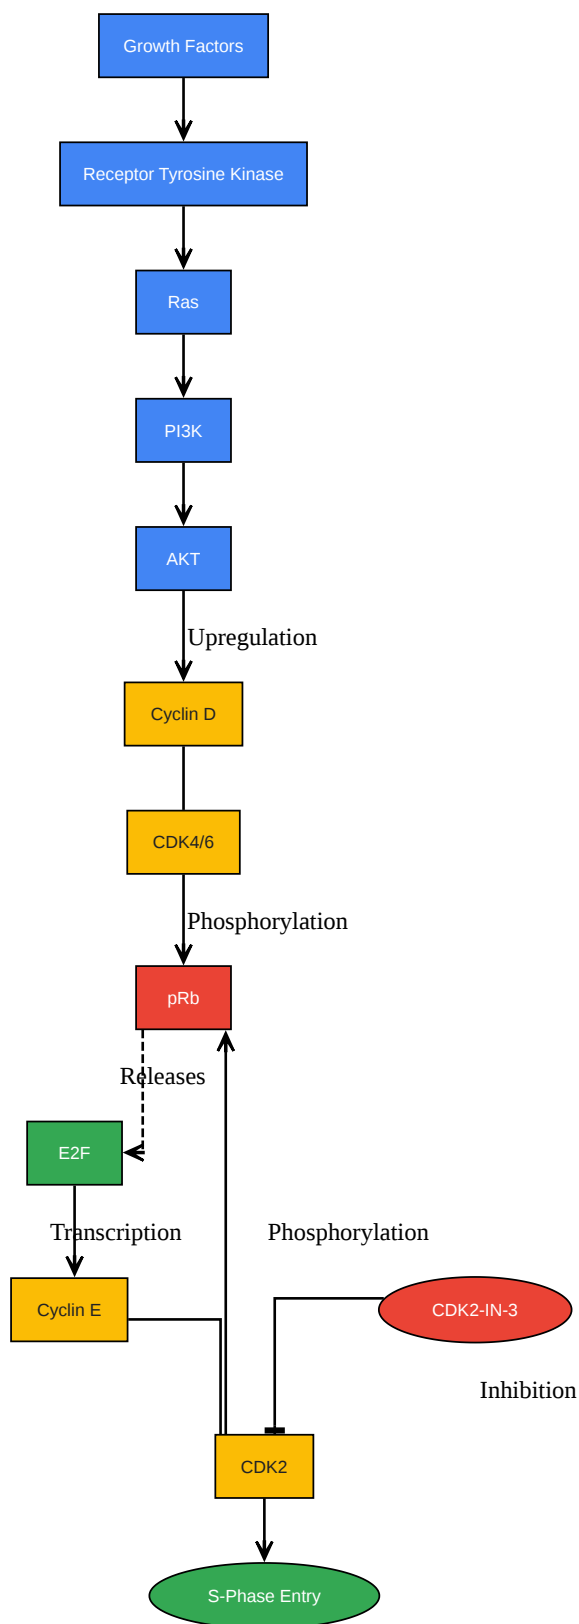 Growth Factors
Receptor Tyrosine Kinase
Ras
PI3K
AKT
Upregulation
Cyclin D
CDK4/6
Phosphorylation
pRb
Releases
E2F
Transcription
Phosphorylation
Cyclin E
CDK2-IN-3
Inhibition
CDK2
S-Phase Entry